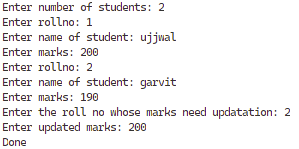 Enter number of students: 2
Enter rollno: 1
Enter name of student: ujjwal
Enter marks: 200
Enter rollno: 2
Enter name of student: garvit
Enter marks: 190
Enter the roll no whose marks need updatation: 2
Enter updated marks: 200
Done